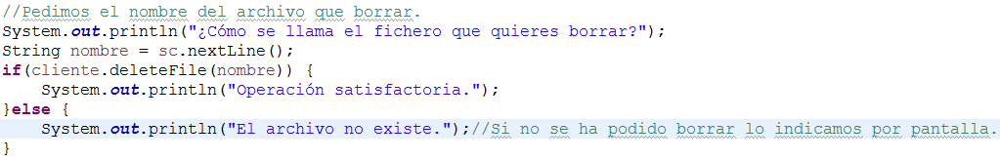 //Pedimos el nombre del archivo que borrar.
System.out.println("¿Cómo se llama el fichero que quieres borrar?");
String nombre = sc.nextLine();
if(cliente.deleteFile(nombre)) {
    System.out.println("Operación satisfactoria.");
}else {
    System.out.println("El archivo no existe.");//Si no se ha podido borrar lo indicamos por pantalla.
}